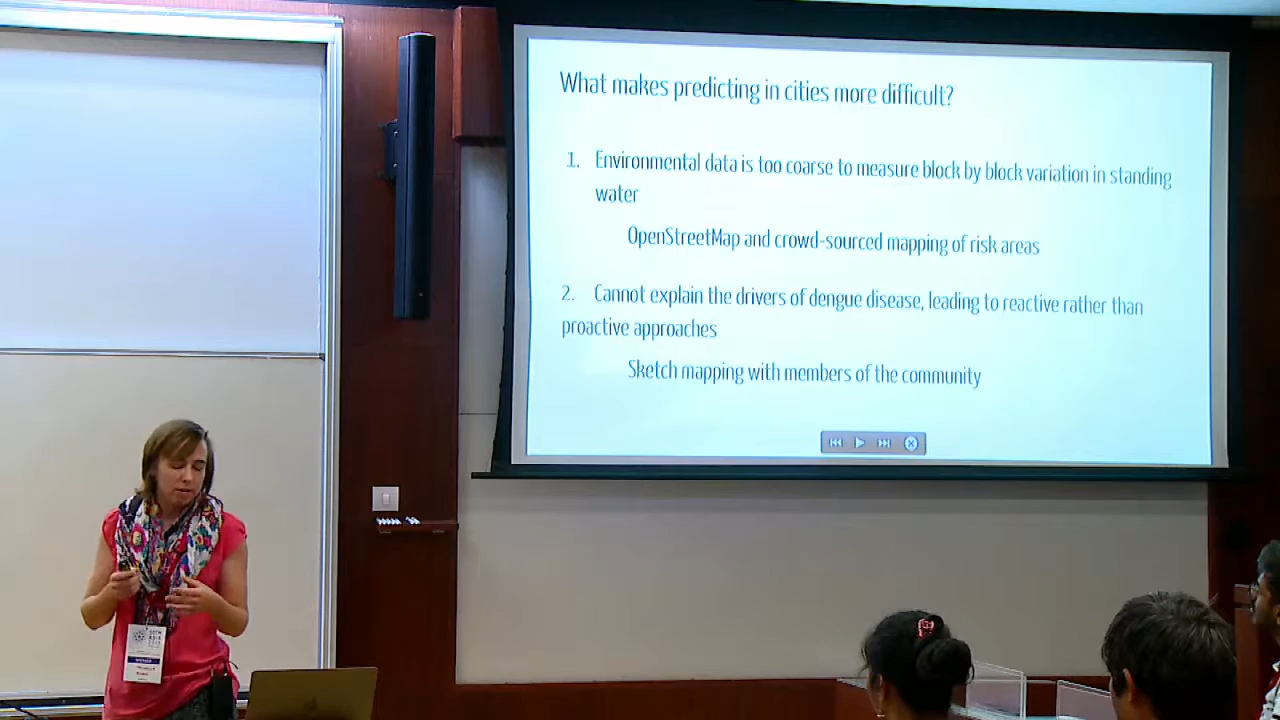 What makes predicting in cities more difficult?
1. Environmental data is too coarse to measure block by block variation in standing
water
OpenStreetMap and crowd-sourced mapping of risk areas
2. Cannot explain the drivers of dengue disease, leading to reactive rather than
proactive approaches
Sketch mapping with members of the community